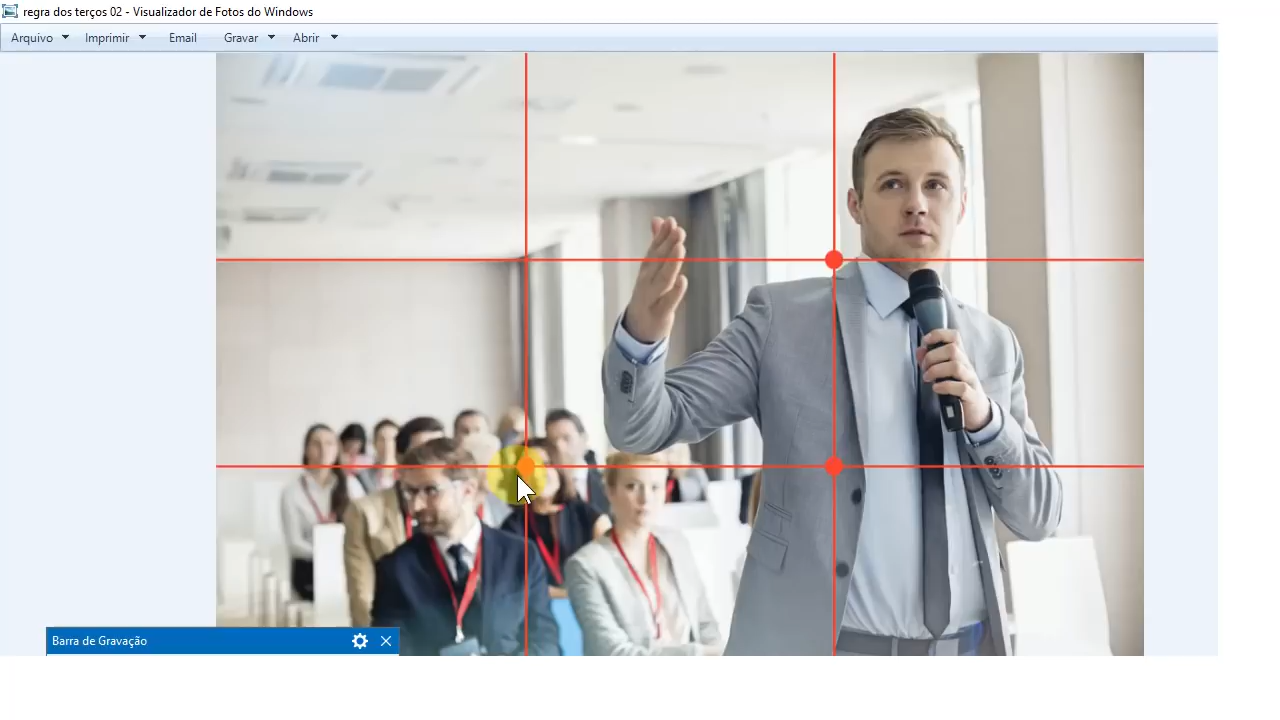 regra dos terços 02 - Visualizador de Fotos do Windows
Arquivo Imprimir Email Gravar Abrir
Barra de Gravação